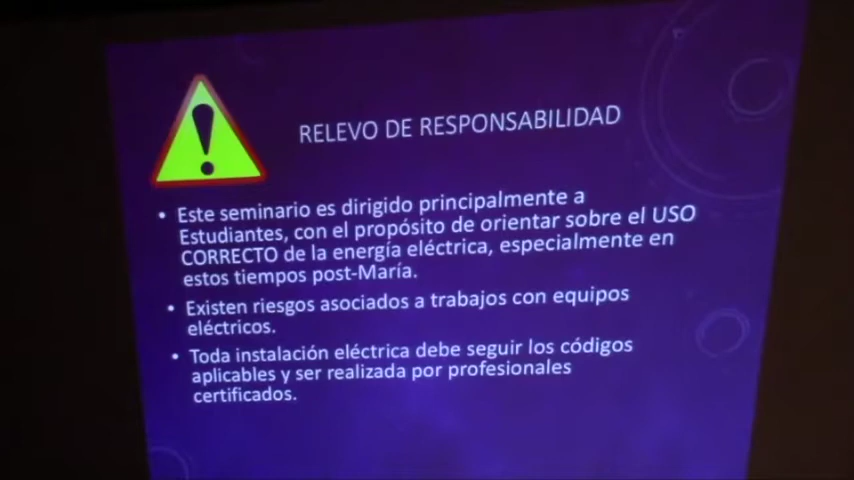 RELEVO DE RESPONSABILIDAD
• Este seminario es dirigido principalmente a
Estudiantes, con el propósito de orientar sobre el USO
CORRECTO de la energía eléctrica, especialmente en
estos tiempos post-María.
• Existen riesgos asociados a trabajos con equipos
eléctricos.
• Toda instalación eléctrica debe seguir los códigos
aplicables y ser realizada por profesionales
certificados.